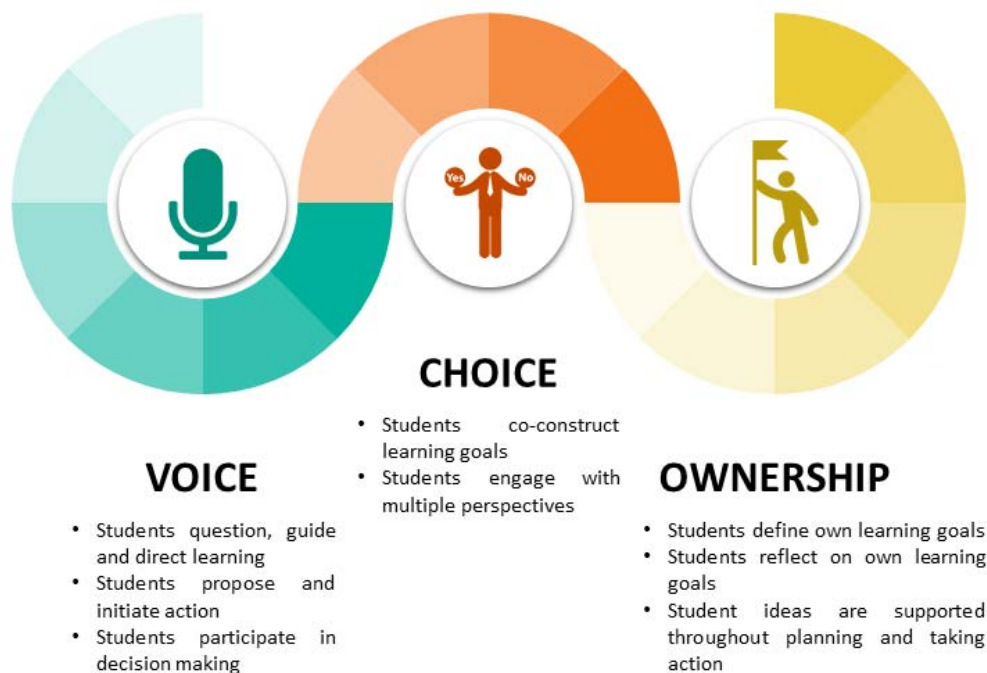 Yes
No
CHOICE
• Students co-construct
learning goals
• Students engage with
multiple perspectives
VOICE
• Students question, guide
and direct learning
• Students propose and
initiate action
• Students participate in
decision making
OWNERSHIP
• Students define own learning goals
• Students reflect on own learning
goals
• Student ideas are supported
throughout planning and taking
action